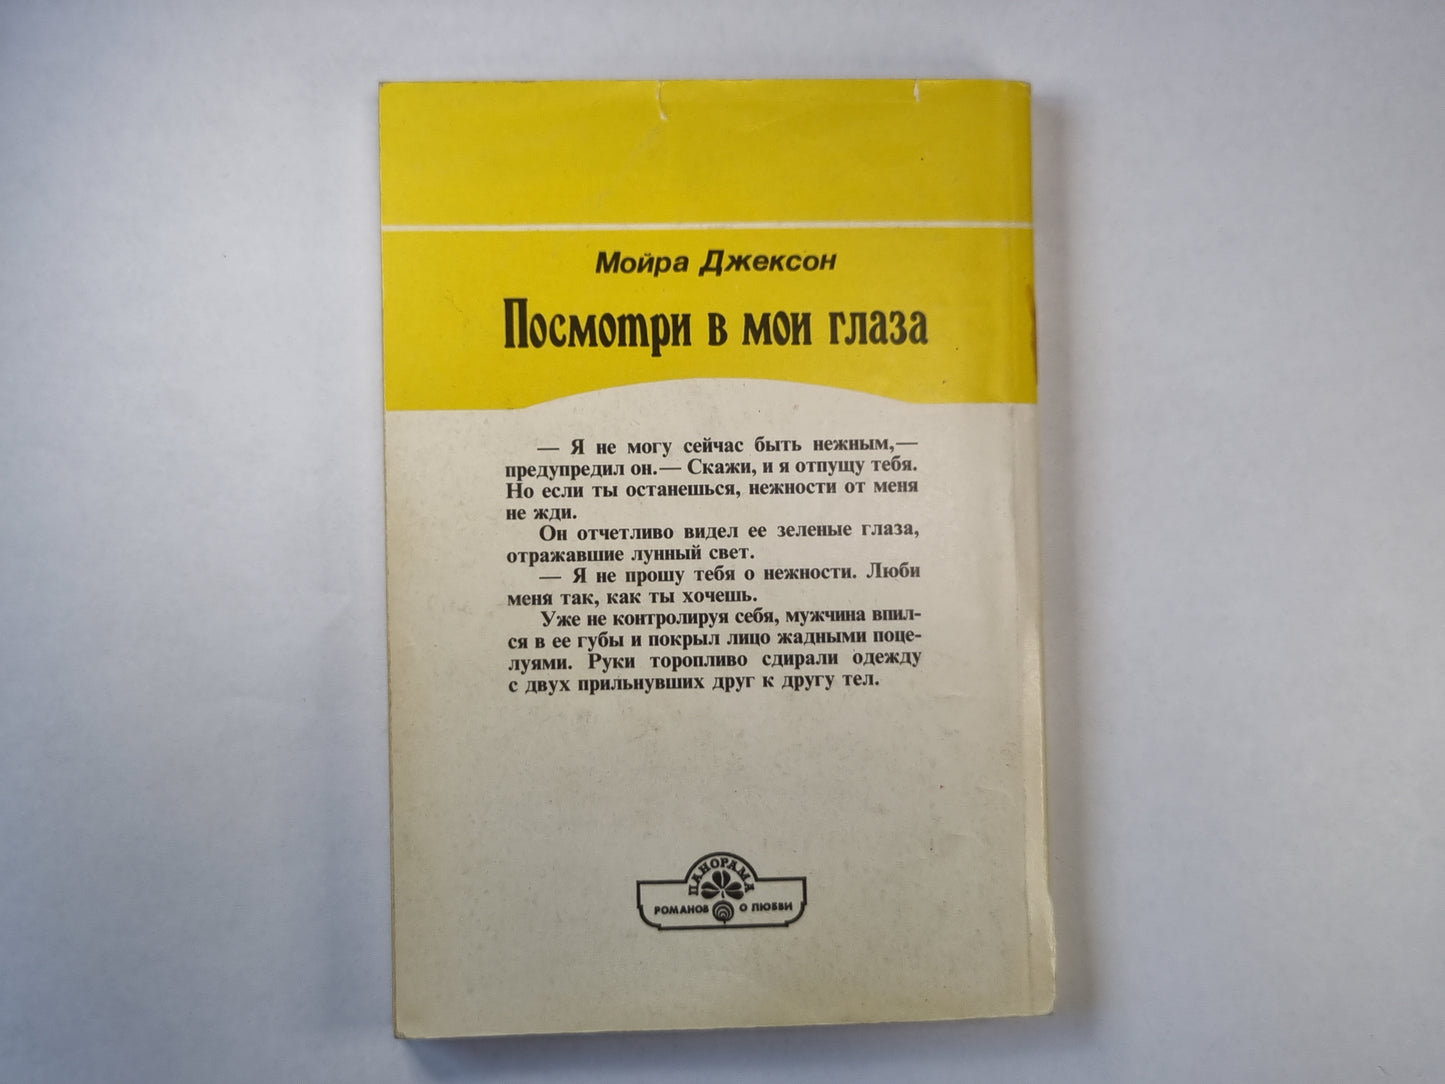 Мойра Джексон
Посмотри в мои глаза
— Я не могу сейчас быть нежным,—
предупредил он.— Скажи, и я отпущу тебя.
Но если ты останешься, нежности от меня
не жди.
Он отчетливо видел ее зеленые глаза,
отражавшие лунный свет.
— Я не прошу тебя о нежности. Люби
меня так, как ты хочешь.
Уже не контролируя себя, мужчина впил-
ся в ее губы и покрыл лицо жадными поце-
луями. Руки торопливо сдирали одежду
с двух прильнувших друг к другу тел.
ПАНОРАМА
РОМАНОВ О ЛЮБВИ